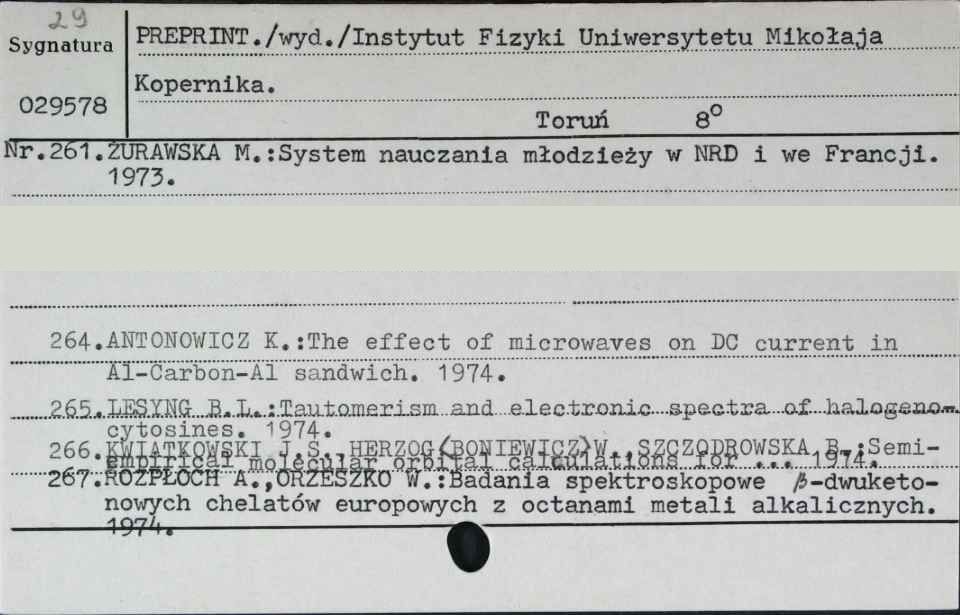 29
Sygnatura
029578
PREPRINT./wyd./Instytut Fizyki Uniwersytetu Mikołaja
Kopernika.
Toruń 8°
Nr.261.ŻURAWSKA M.:System nauczania młodzieży w NRD i we Francji.
1973.
264.ANTONOWICZ K.:The effect of microwaves on DC current in
Al-Carbon-Al sandwich. 1974.
265.LESYNG B.L.:Tautomerism and electronic spectra of halogeno-
cytosines. 1974.
266.KWIATKOWSKI J.S. HERZOG(BONIEWICZ)W., SZCZODROWSKA B.:Semi-
empirical molecular orbital calculations for ... 1974.
267.ROZPŁOCH A.,ORZESZKO W.:Badania spektroskopowe β-dwuketo-
nowych chelatów europowych z octanami metali alkalicznych.
1974.